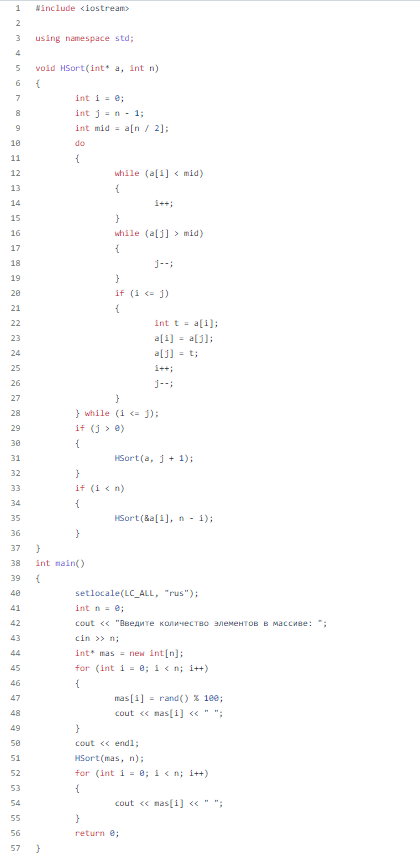 1 #include <iostream>
2
3 using namespace std;
4
5 void HSort(int* a, int n)
6 {
7 int i = 0;
8 int j = n - 1;
9 int mid = a[n / 2];
10 do
11 {
12 while (a[i] < mid)
13 {
14 i++;
15 }
16 while (a[j] > mid)
17 {
18 j--;
19 }
20 if (i <= j)
21 {
22 int t = a[i];
23 a[i] = a[j];
24 a[j] = t;
25 i++;
26 j--;
27 }
28 } while (i <= j);
29 if (j > 0)
30 {
31 HSort(a, j + 1);
32 }
33 if (i < n)
34 {
35 HSort(&a[i], n - i);
36 }
37 }
38 int main()
39 {
40 setlocale(LC_ALL, "rus");
41 int n = 0;
42 cout << "Введите количество элементов в массиве: ";
43 cin >> n;
44 int* mas = new int[n];
45 for (int i = 0; i < n; i++)
46 {
47 mas[i] = rand() % 100;
48 cout << mas[i] << " ";
49 }
50 cout << endl;
51 HSort(mas, n);
52 for (int i = 0; i < n; i++)
53 {
54 cout << mas[i] << " ";
55 }
56 return 0;
57 }